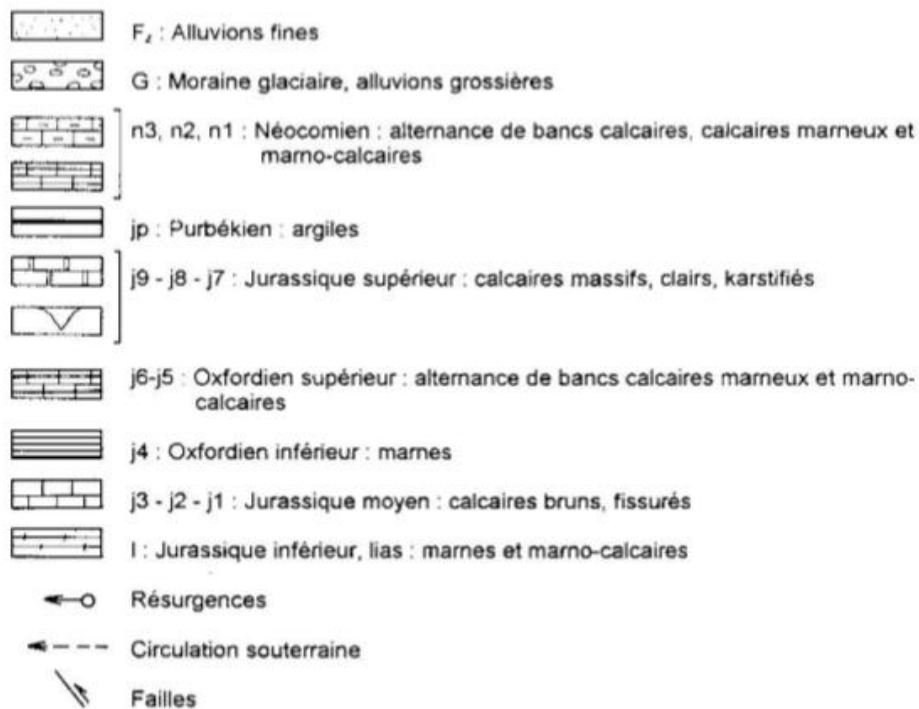 F₂ : Alluvions fines
G : Moraine glaciaire, alluvions grossières
n3, n2, n1 : Néocomien : alternance de bancs calcaires, calcaires marneux et
marno-calcaires
jp : Purbékien : argiles
j9 - j8 - j7 : Jurassique supérieur : calcaires massifs, clairs, karstifiés
j6-j5 : Oxfordien supérieur : alternance de bancs calcaires marneux et marno-
calcaires
j4 : Oxfordien inférieur : marnes
j3 - j2 - j1 : Jurassique moyen : calcaires bruns, fissurés
l : Jurassique inférieur, lias : marnes et marno-calcaires
Résurgences
Circulation souterraine
Failles